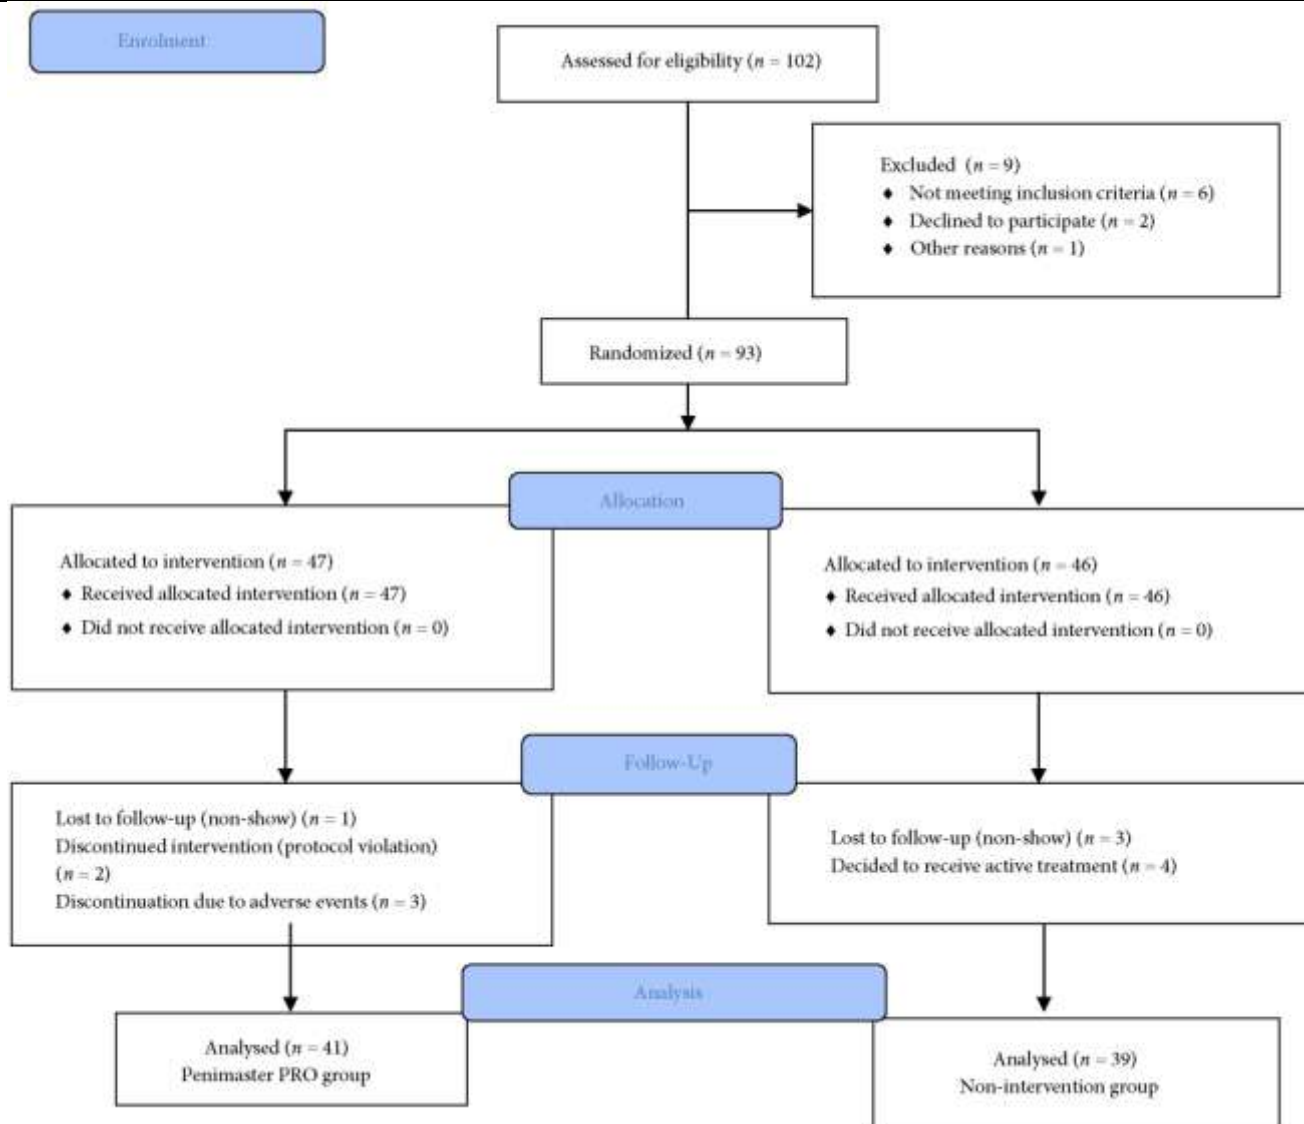 Enrolment
Assessed for eligibility (n = 102)
Excluded (n = 9)
♦ Not meeting inclusion criteria (n = 6)
♦ Declined to participate (n = 2)
♦ Other reasons (n = 1)
Randomized (n = 93)
Allocation
Allocated to intervention (n = 47)
♦ Received allocated intervention (n = 47)
♦ Did not receive allocated intervention (n = 0)
Allocated to intervention (n = 46)
♦ Received allocated intervention (n = 46)
♦ Did not receive allocated intervention (n = 0)
Follow-Up
Lost to follow-up (non-show) (n = 1)
Discontinued intervention (protocol violation)
(n = 2)
Discontinuation due to adverse events (n = 3)
Lost to follow-up (non-show) (n = 3)
Decided to receive active treatment (n = 4)
Analysis
Analysed (n = 41)
Penimaster PRO group
Analysed (n = 39)
Non-intervention group